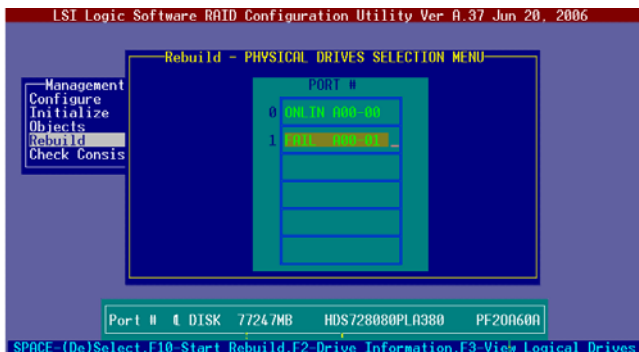 LSI Logic Software RAID Configuration Utility Ver A.37 Jun 20, 2006
Rebuild - PHYSICAL DRIVES SELECTION MENU
Management
Configure
Initialize
Objects
Rebuild
Check Consis
PORT #
0 ONLIN A00-00
1 FAIL A00-01
Port # DISK 77247MB HDS728080PLA380 PF2OA60A
SPACE-(De)Select,F10-Start Rebuild,F2-Drive Information,F3-View Logical Drives